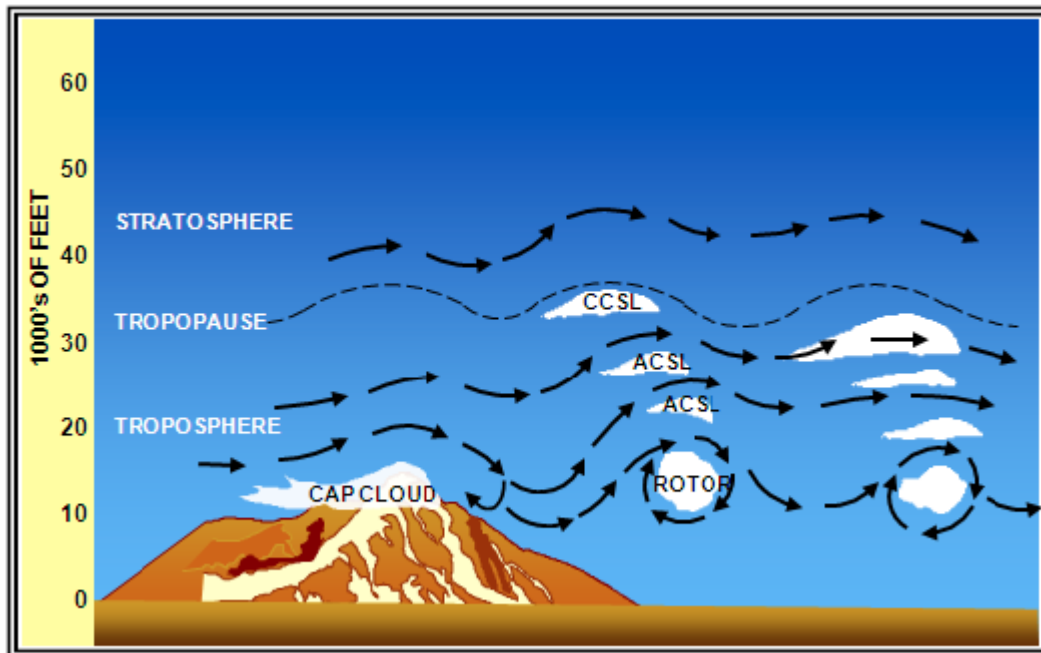 60
50
STRATOSPHERE
40
CCSL
TROPOPAUSE
30
ACSL
ACSL
20
TROPOSPHERE
ROTOR
CAP CLOUD
10
0
1000's OF FEET